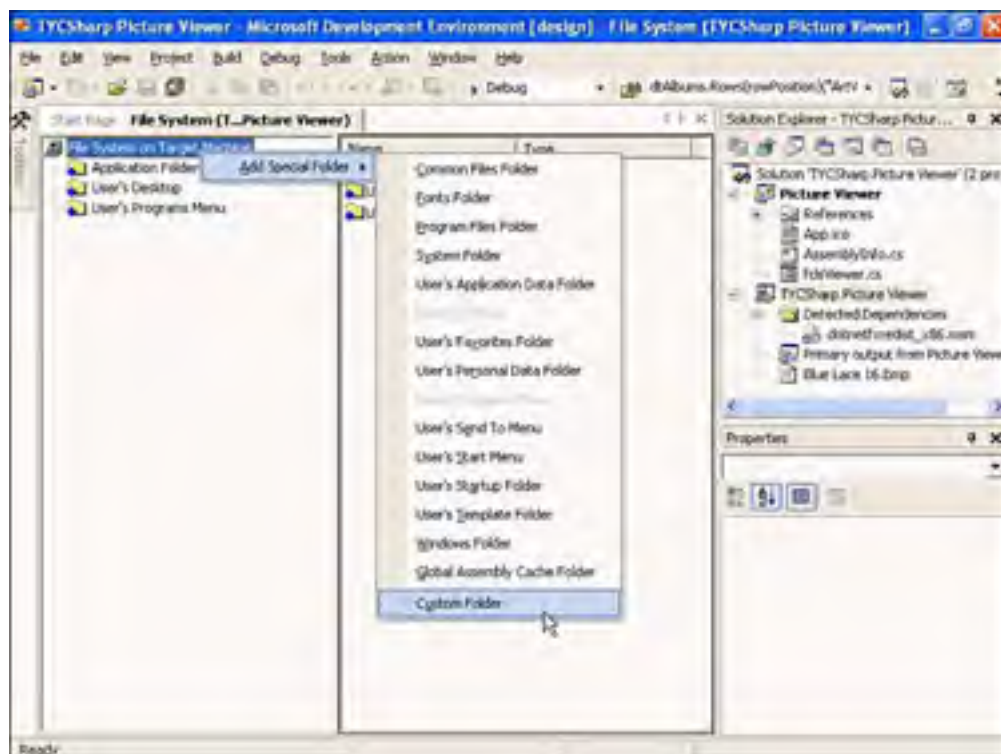 TYCSharp Picture Viewer - Microsoft Development Environment [design] - File System (TYCSharp Picture Viewer)
File Edit View Project Build Debug Tools Action Window Help
Debug
dtAlbums.Rows(rowPosition)("Arti
Start Page File System (T...Picture Viewer)
Toolbox
File System on Target Machine
Application Folder
User's Desktop
User's Programs Menu
Add Special Folder
Name Type
Common Files Folder
Fonts Folder
Program Files Folder
System Folder
User's Application Data Folder
User's Favorites Folder
User's Personal Data Folder
User's Send To Menu
User's Start Menu
User's Startup Folder
User's Template Folder
Windows Folder
Global Assembly Cache Folder
Custom Folder
Solution Explorer - TYCSharp Pictur...
Solution 'TYCSharp Picture Viewer' (2 pro
Picture Viewer
References
App.ico
AssemblyInfo.cs
TYCSharp Picture Viewer
Detected Dependencies
dotnetfxredist_x86.msm
Primary output from Picture View
Blue Lace 16.bmp
Properties
Ready